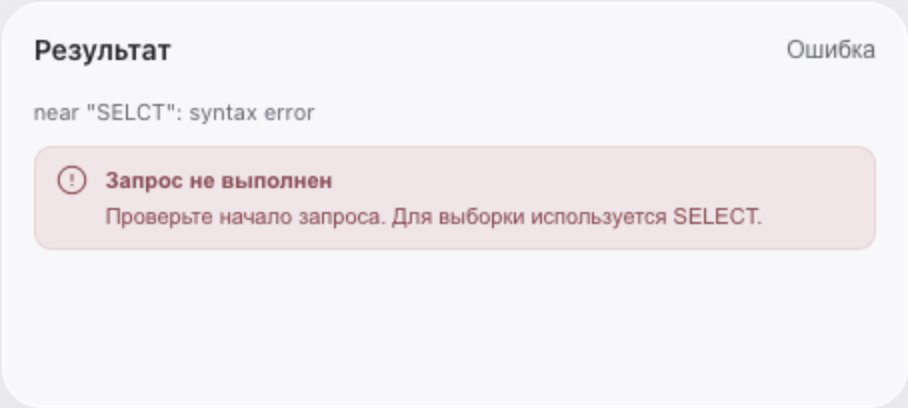 Результат
Ошибка
near "SELCT": syntax error
Запрос не выполнен
Проверьте начало запроса. Для выборки используется SELECT.